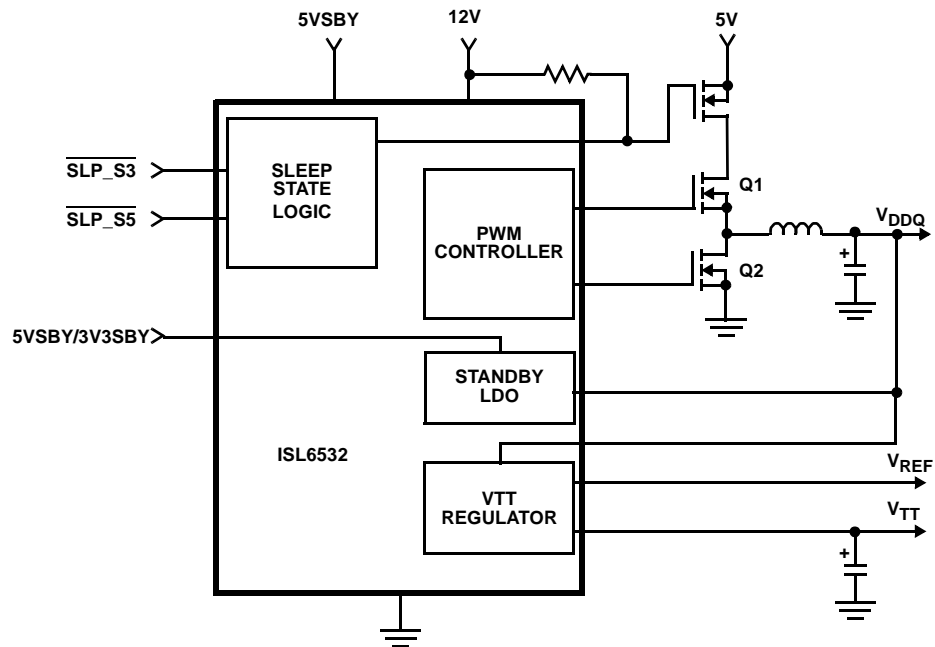 5VSBY
12V
5V
SLP_S3
SLP_S5
SLEEP
STATE
LOGIC
PWM
CONTROLLER
Q1
Q2
VDDQ
+
5VSBY/3V3SBY
STANDBY
LDO
ISL6532
VTT
REGULATOR
VREF
VTT
+